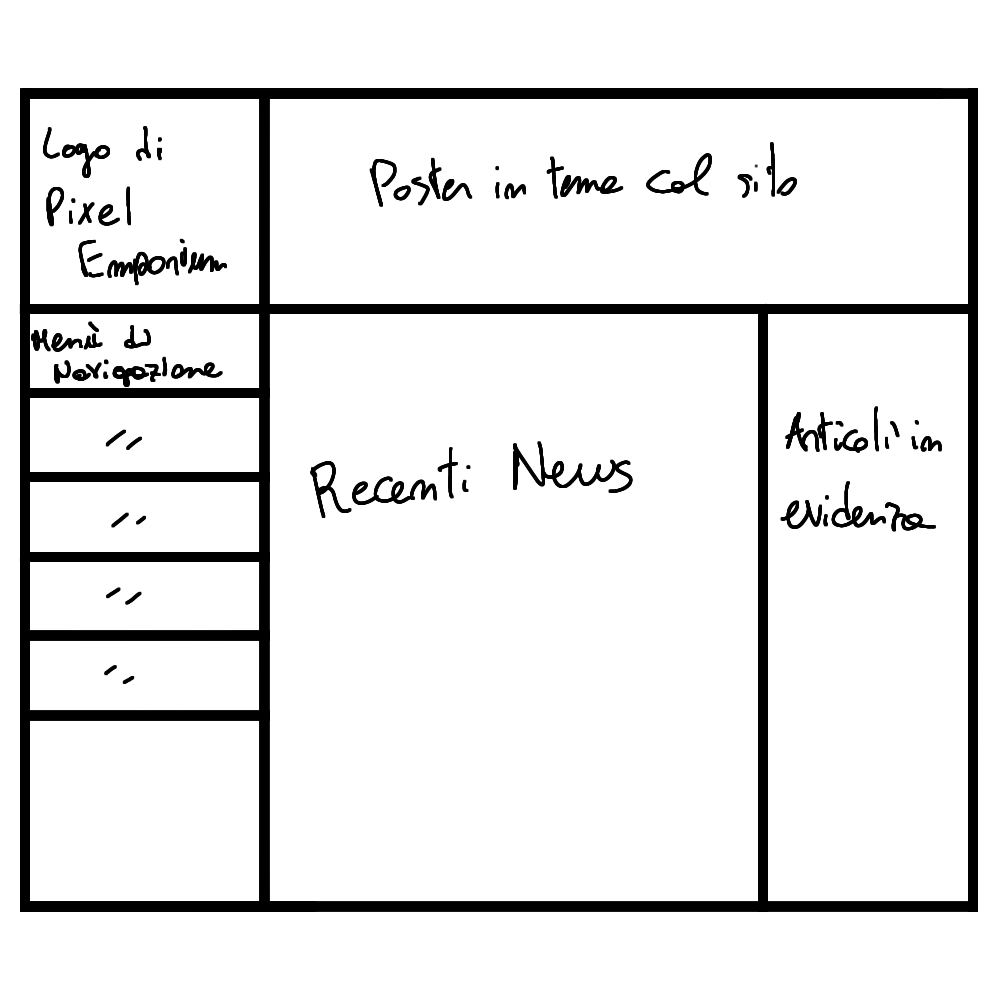 Logo di
Pixel
Emporium
Poster in tema col sito
Menù di
Navigazione
〃
〃
〃
〃
Recenti News
Articoli in
evidenza